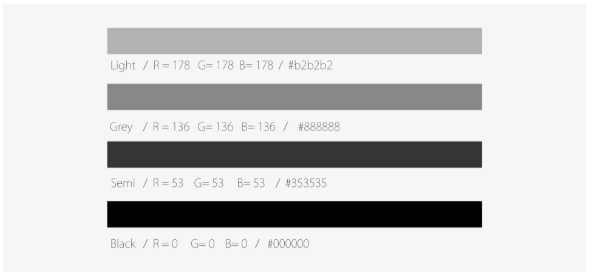 Light / R = 178 G= 178 B= 178 / #b2b2b2
Grey / R = 136 G= 136 B= 136 / #888888
Semi / R = 53 G= 53 B= 53 / #353535
Black / R = 0 G= 0 B= 0 / #000000